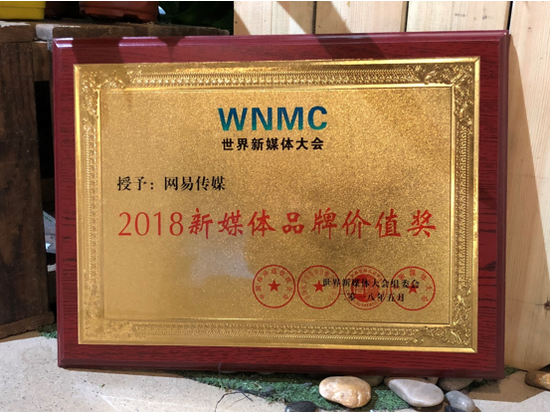 WNMC
世界新媒体大会
授予：网易传媒
2018新媒体品牌价值奖
世界新媒体大会组委会
二零一八年五月